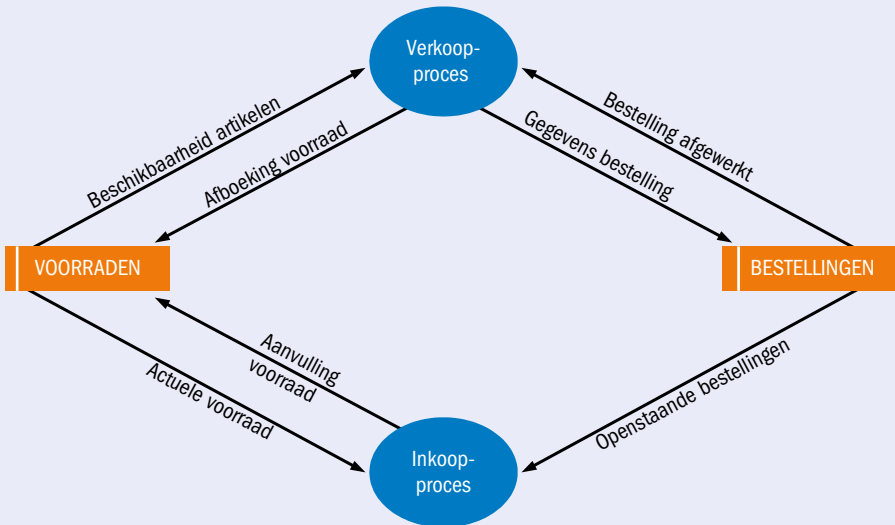 Verkoop-
proces
Beschikbaarheid artikelen
Afboeking voorraad
Gegevens bestelling
Bestelling afgewerkt
VOORRADEN
BESTELLINGEN
Actuele voorraad
Aanvulling
voorraad
Openstaande bestellingen
Inkoop-
proces